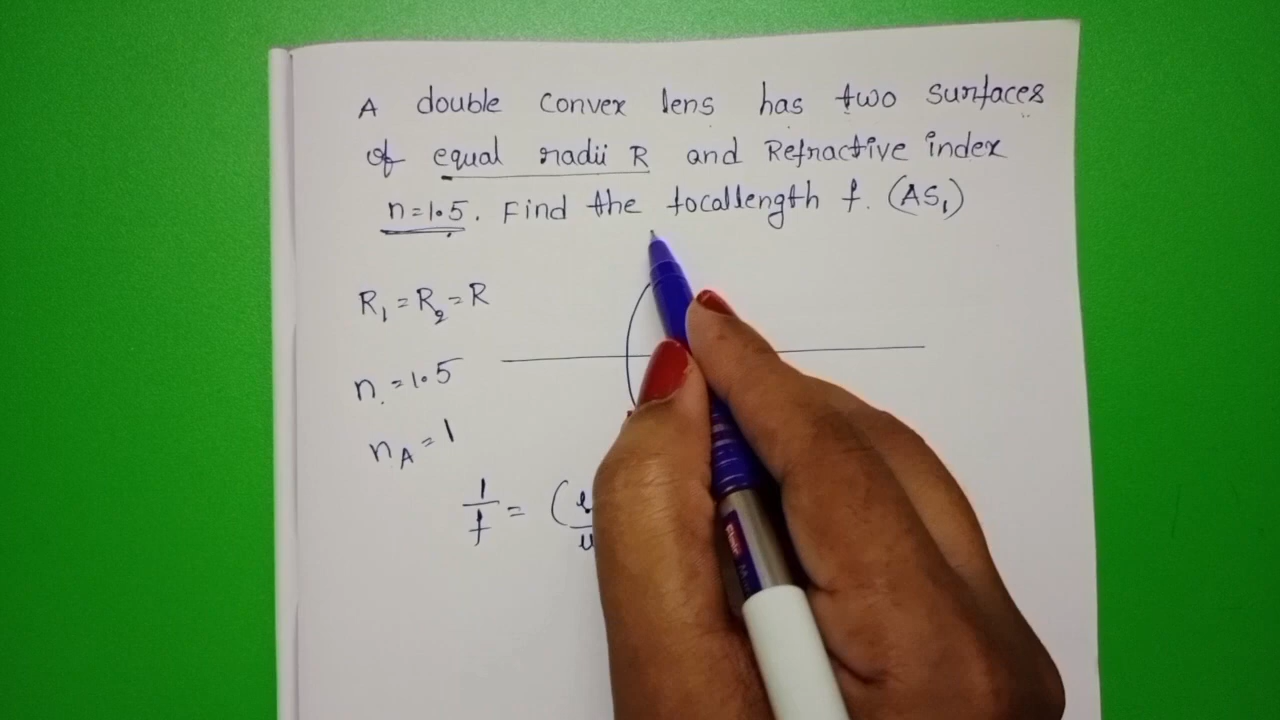 A double convex lens has two surfaces
of equal radii R and Refractive index
n=1.5. Find the focallength f. (AS₁)
R₁ = R₂ = R
n = 1.5
n_A = 1
1/f = (